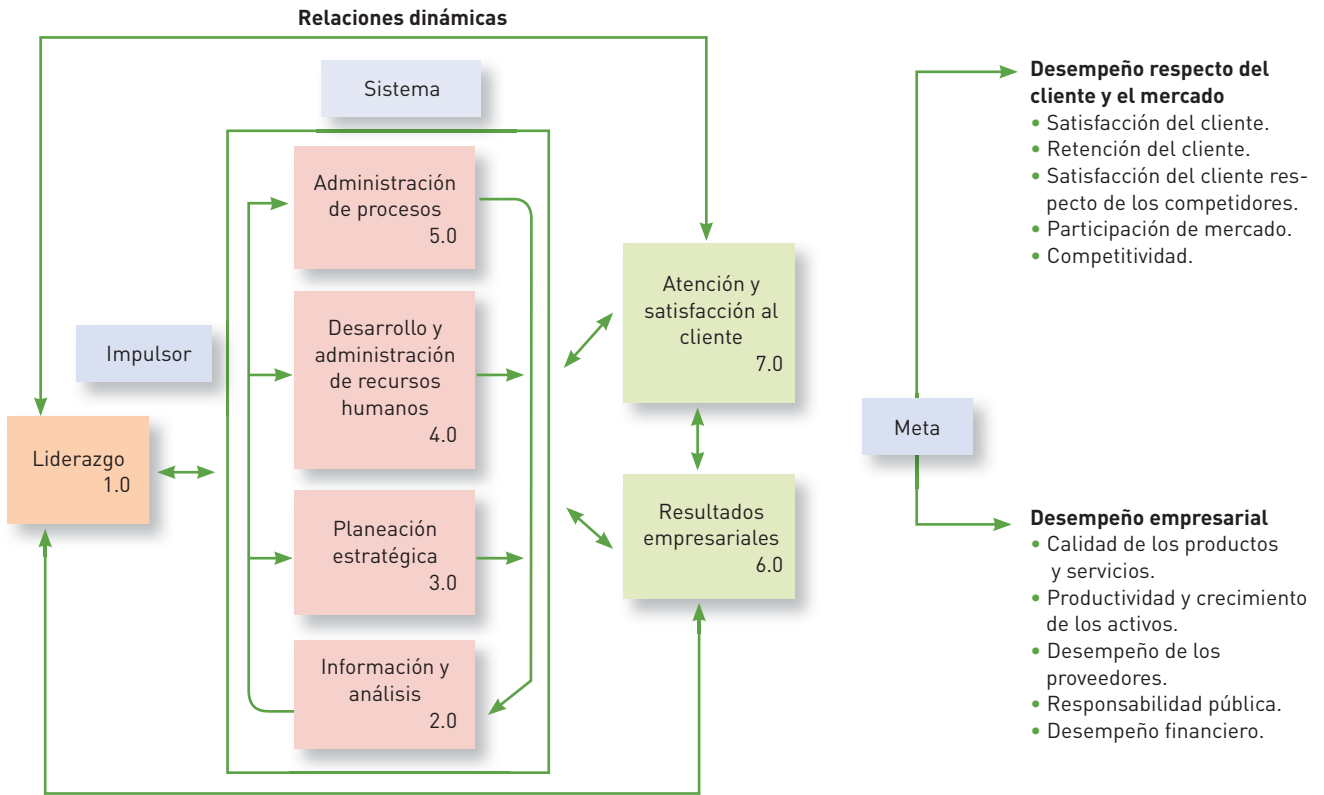 Relaciones dinámicas
Sistema
Administración
de procesos
5.0
Desarrollo y
administración
de recursos
humanos
4.0
Planeación
estratégica
3.0
Información y
análisis
2.0
Impulsor
Liderazgo
1.0
Atención y
satisfacción al
cliente
7.0
Resultados
empresariales
6.0
Meta
Desempeño respecto del
cliente y el mercado
• Satisfacción del cliente.
• Retención del cliente.
• Satisfacción del cliente res-
pecto de los competidores.
• Participación de mercado.
• Competitividad.
Desempeño empresarial
• Calidad de los productos
y servicios.
• Productividad y crecimiento
de los activos.
• Desempeño de los
proveedores.
• Responsabilidad pública.
• Desempeño financiero.